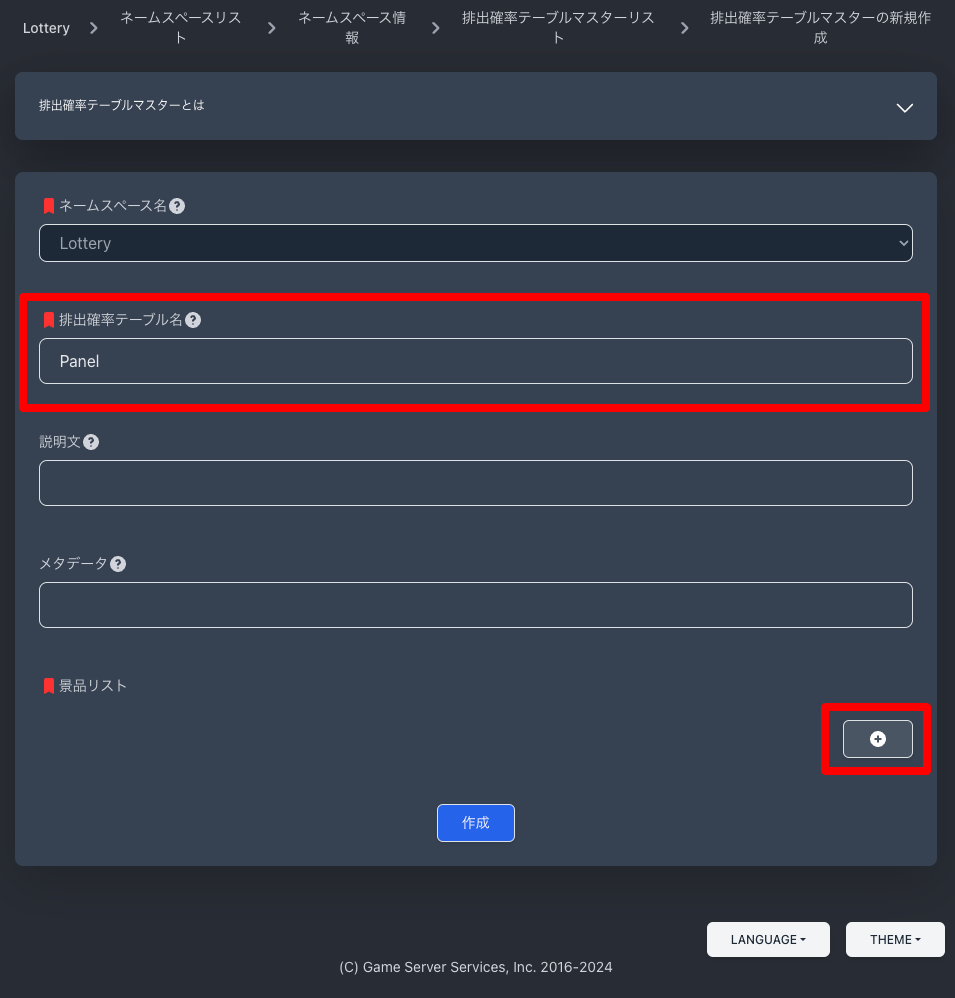 Lottery
ネームスペースリスト
ネームスペース情報
排出確率テーブルマスターリスト
排出確率テーブルマスターの新規作成
排出確率テーブルマスターとは
ネームスペース名?
Lottery
排出確率テーブル名?
Panel
説明文?
メタデータ?
景品リスト
作成
LANGUAGE
THEME
(C) Game Server Services, Inc. 2016-2024